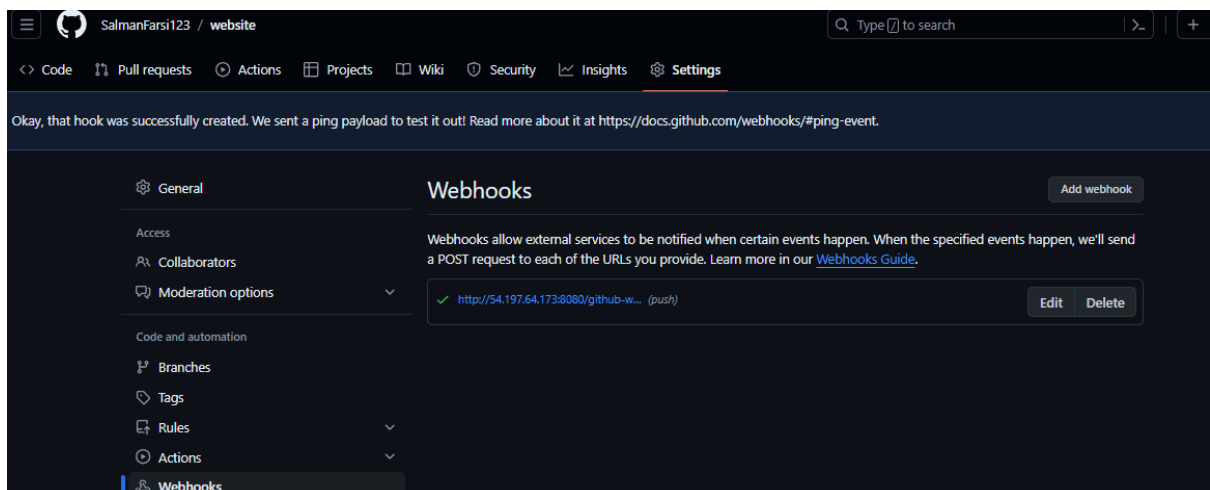 SalmanFarsi123 / website
Type / to search
>_
+
<> Code
Pull requests
Actions
Projects
Wiki
Security
Insights
Settings
Okay, that hook was successfully created. We sent a ping payload to test it out! Read more about it at https://docs.github.com/webhooks/#ping-event.
General
Access
Collaborators
Moderation options
Code and automation
Branches
Tags
Rules
Actions
Webhooks
Webhooks
Add webhook
Webhooks allow external services to be notified when certain events happen. When the specified events happen, we'll send
a POST request to each of the URLs you provide. Learn more in our Webhooks Guide.
http://54.197.64.173:8080/github-w... (push)
Edit
Delete